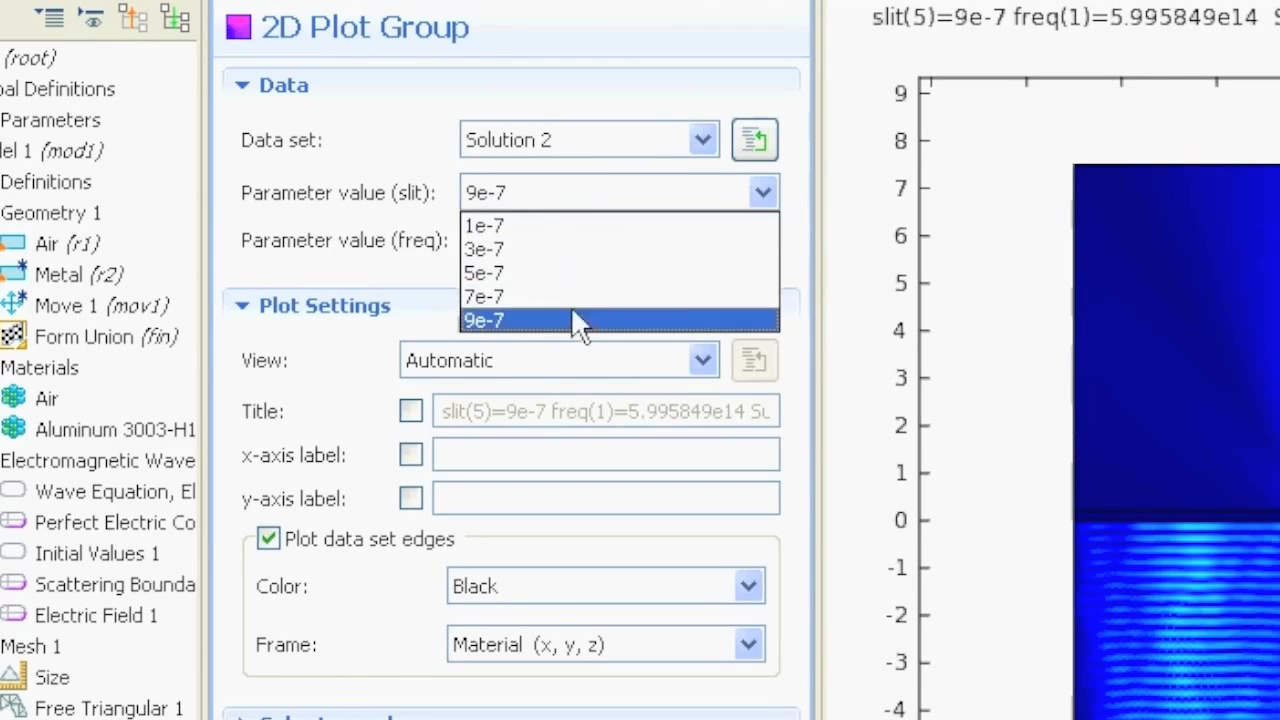 (root)
al Definitions
Parameters
el 1 (mod1)
Definitions
Geometry 1
Air (r1)
Metal (r2)
Move 1 (mov1)
Form Union (fin)
Materials
Air
Aluminum 3003-H1
Electromagnetic Wave
Wave Equation, El
Perfect Electric Co
Initial Values 1
Scattering Bounda
Electric Field 1
Mesh 1
Size
Free Triangular 1
2D Plot Group
Data
Data set:
Solution 2
Parameter value (slit):
9e-7
1e-7
3e-7
5e-7
7e-7
9e-7
Parameter value (freq):
Plot Settings
View:
Automatic
Title:
slit(5)=9e-7 freq(1)=5.995849e14 Su
x-axis label:
y-axis label:
Plot data set edges
Color:
Black
Frame:
Material (x, y, z)
slit(5)=9e-7 freq(1)=5.995849e14 S
9
8
7
6
5
4
3
2
1
0
-1
-2
-3
-4